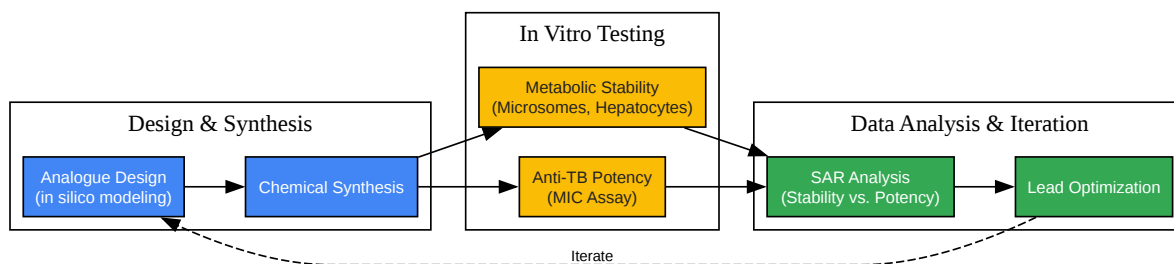 Design & Synthesis
Analogue Design
(in silico modeling)
Chemical Synthesis
In Vitro Testing
Metabolic Stability
(Microsomes, Hepatocytes)
Anti-TB Potency
(MIC Assay)
Data Analysis & Iteration
SAR Analysis
(Stability vs. Potency)
Lead Optimization
Iterate